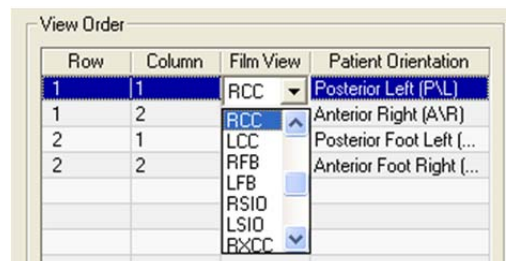 View Order
Row Column Film View Patient Orientation
1 1 RCC Posterior Left (P\L)
1 2 RCC Anterior Right (A\R)
2 1 LCC Posterior Foot Left (...
2 2 RFB Anterior Foot Right (...
LFB
RSIO
LSIO
RXCC